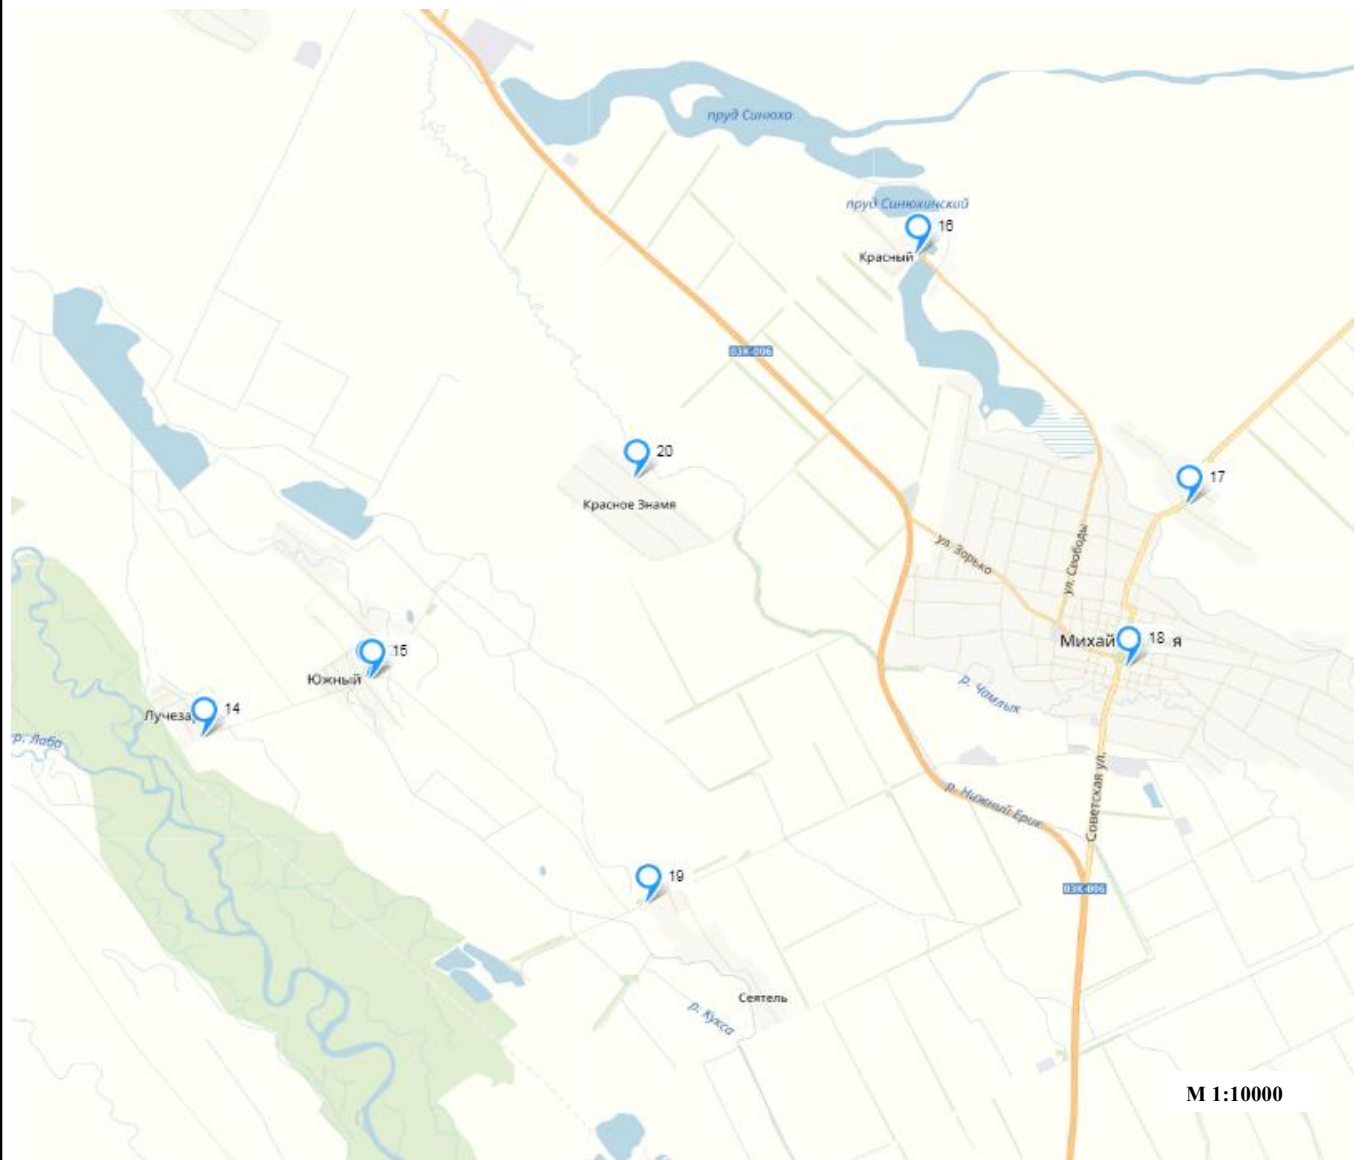 пруд Синюха
пруд Синюхинский
16
Красный
03К-006
20
17
Красное Знамя
ул. Зорько
ул. Свободы
15
Михай
18
я
Южный
р. Чамлык
14
Лучеза
р. Лаба
Советская ул.
р. Нижний Ерик
19
03К-006
Сеятель
р. Кукса
М 1:10000